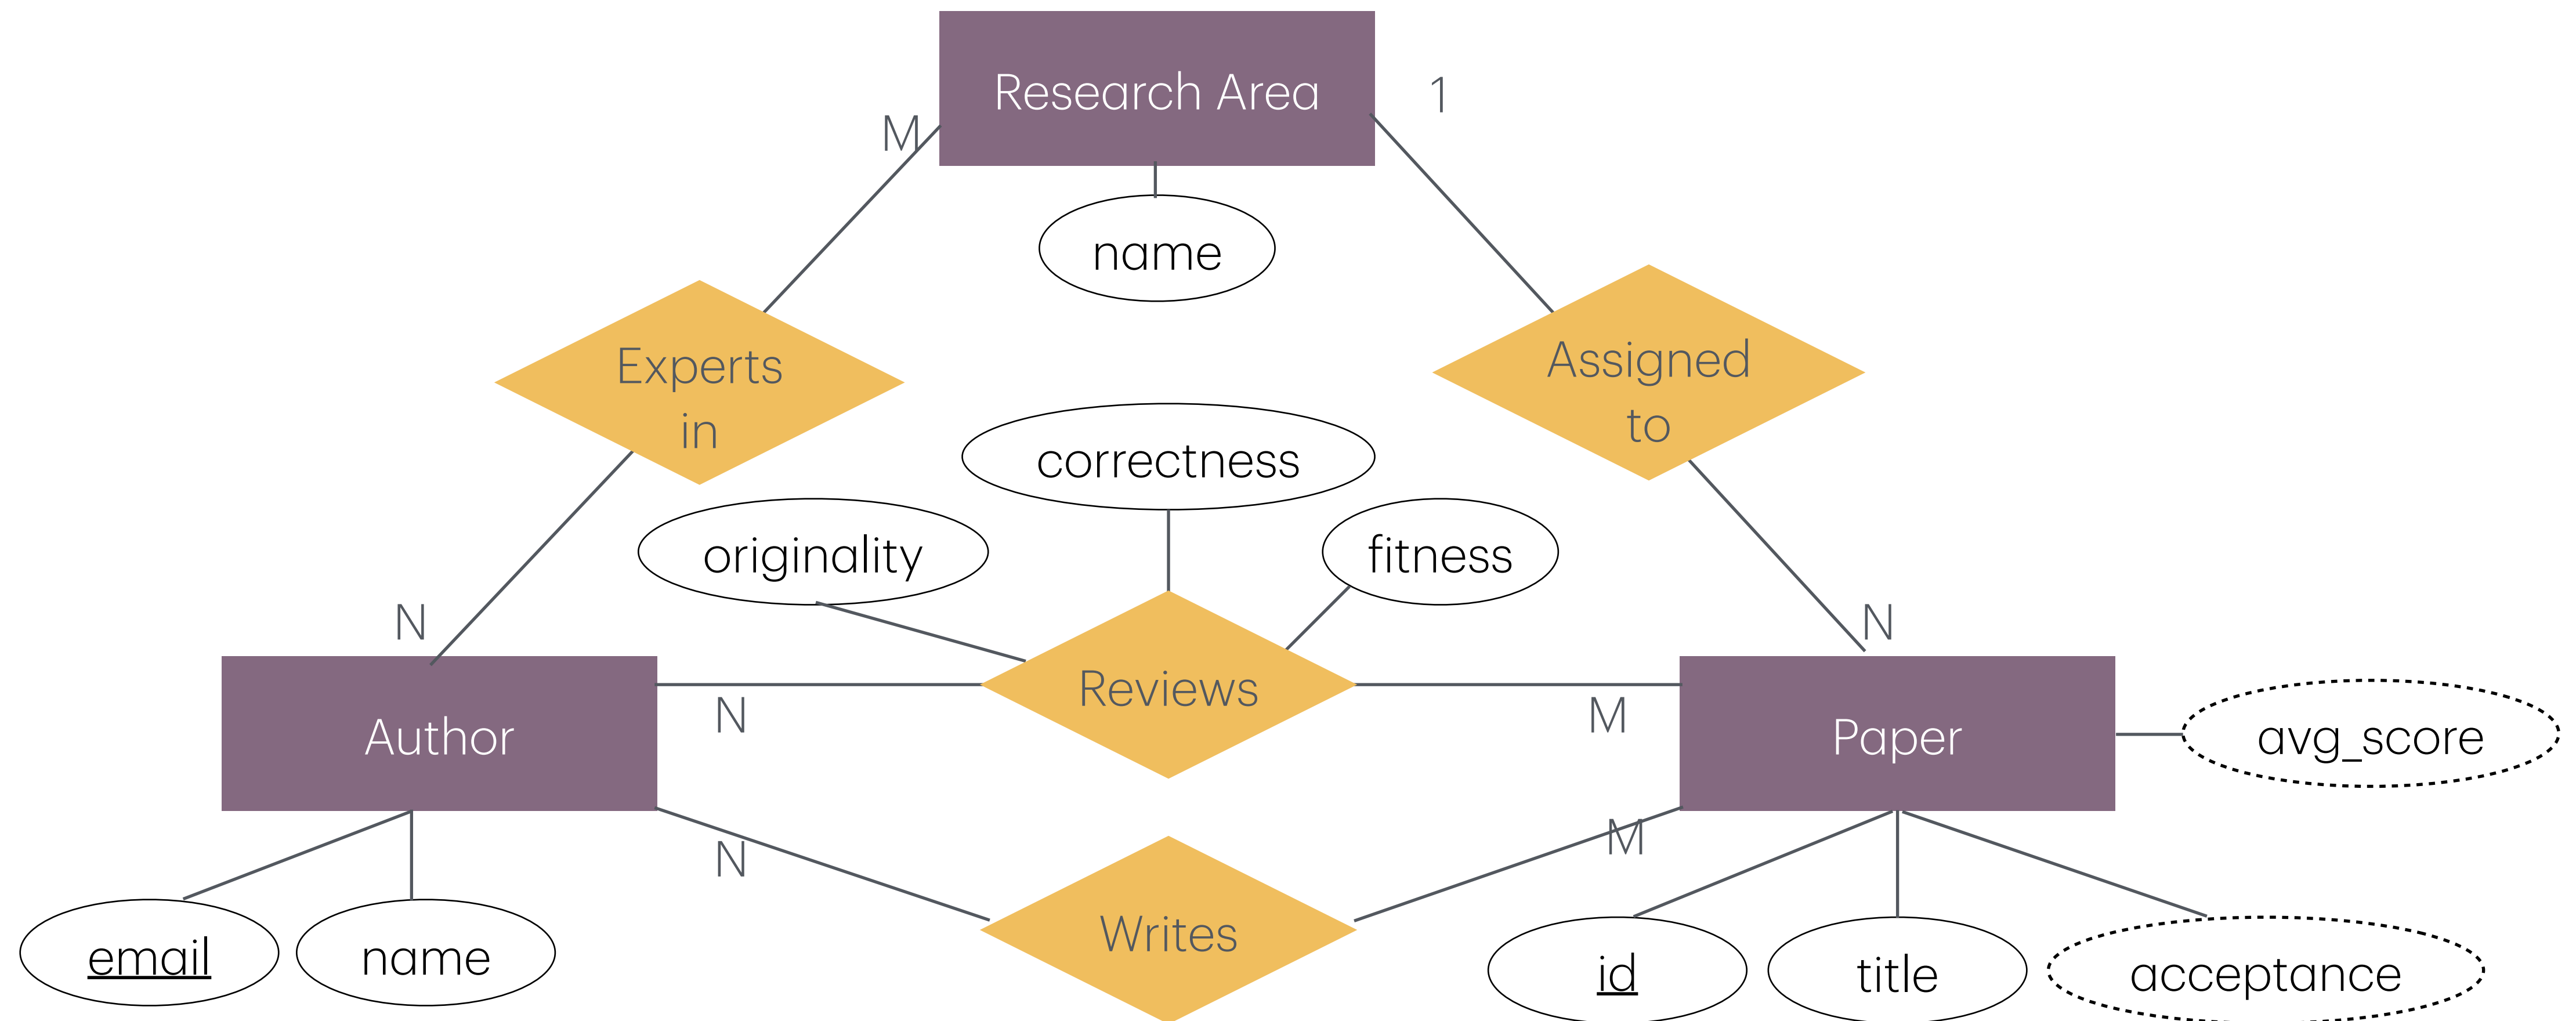 Research Area
1
M
name
Experts
in
Assigned
to
correctness
originality
fitness
N
N
Reviews
N
M
Author
Paper
avg_score
N
M
Writes
email
name
id
title
acceptance